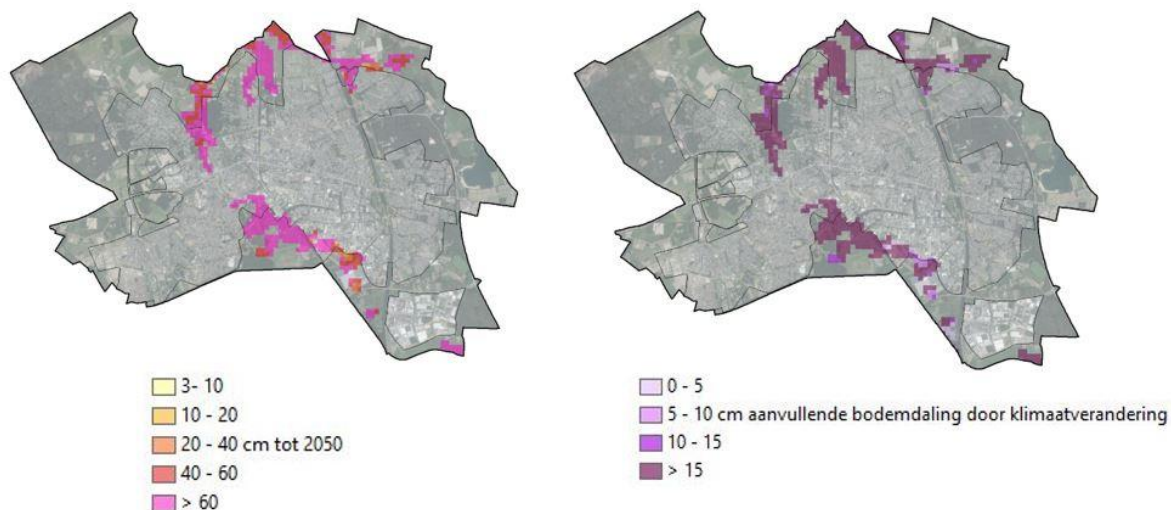 3- 10
10 - 20
20 - 40 cm tot 2050
40 - 60
> 60
0 - 5
5 - 10 cm aanvullende bodemdaling door klimaatverandering
10 - 15
> 15